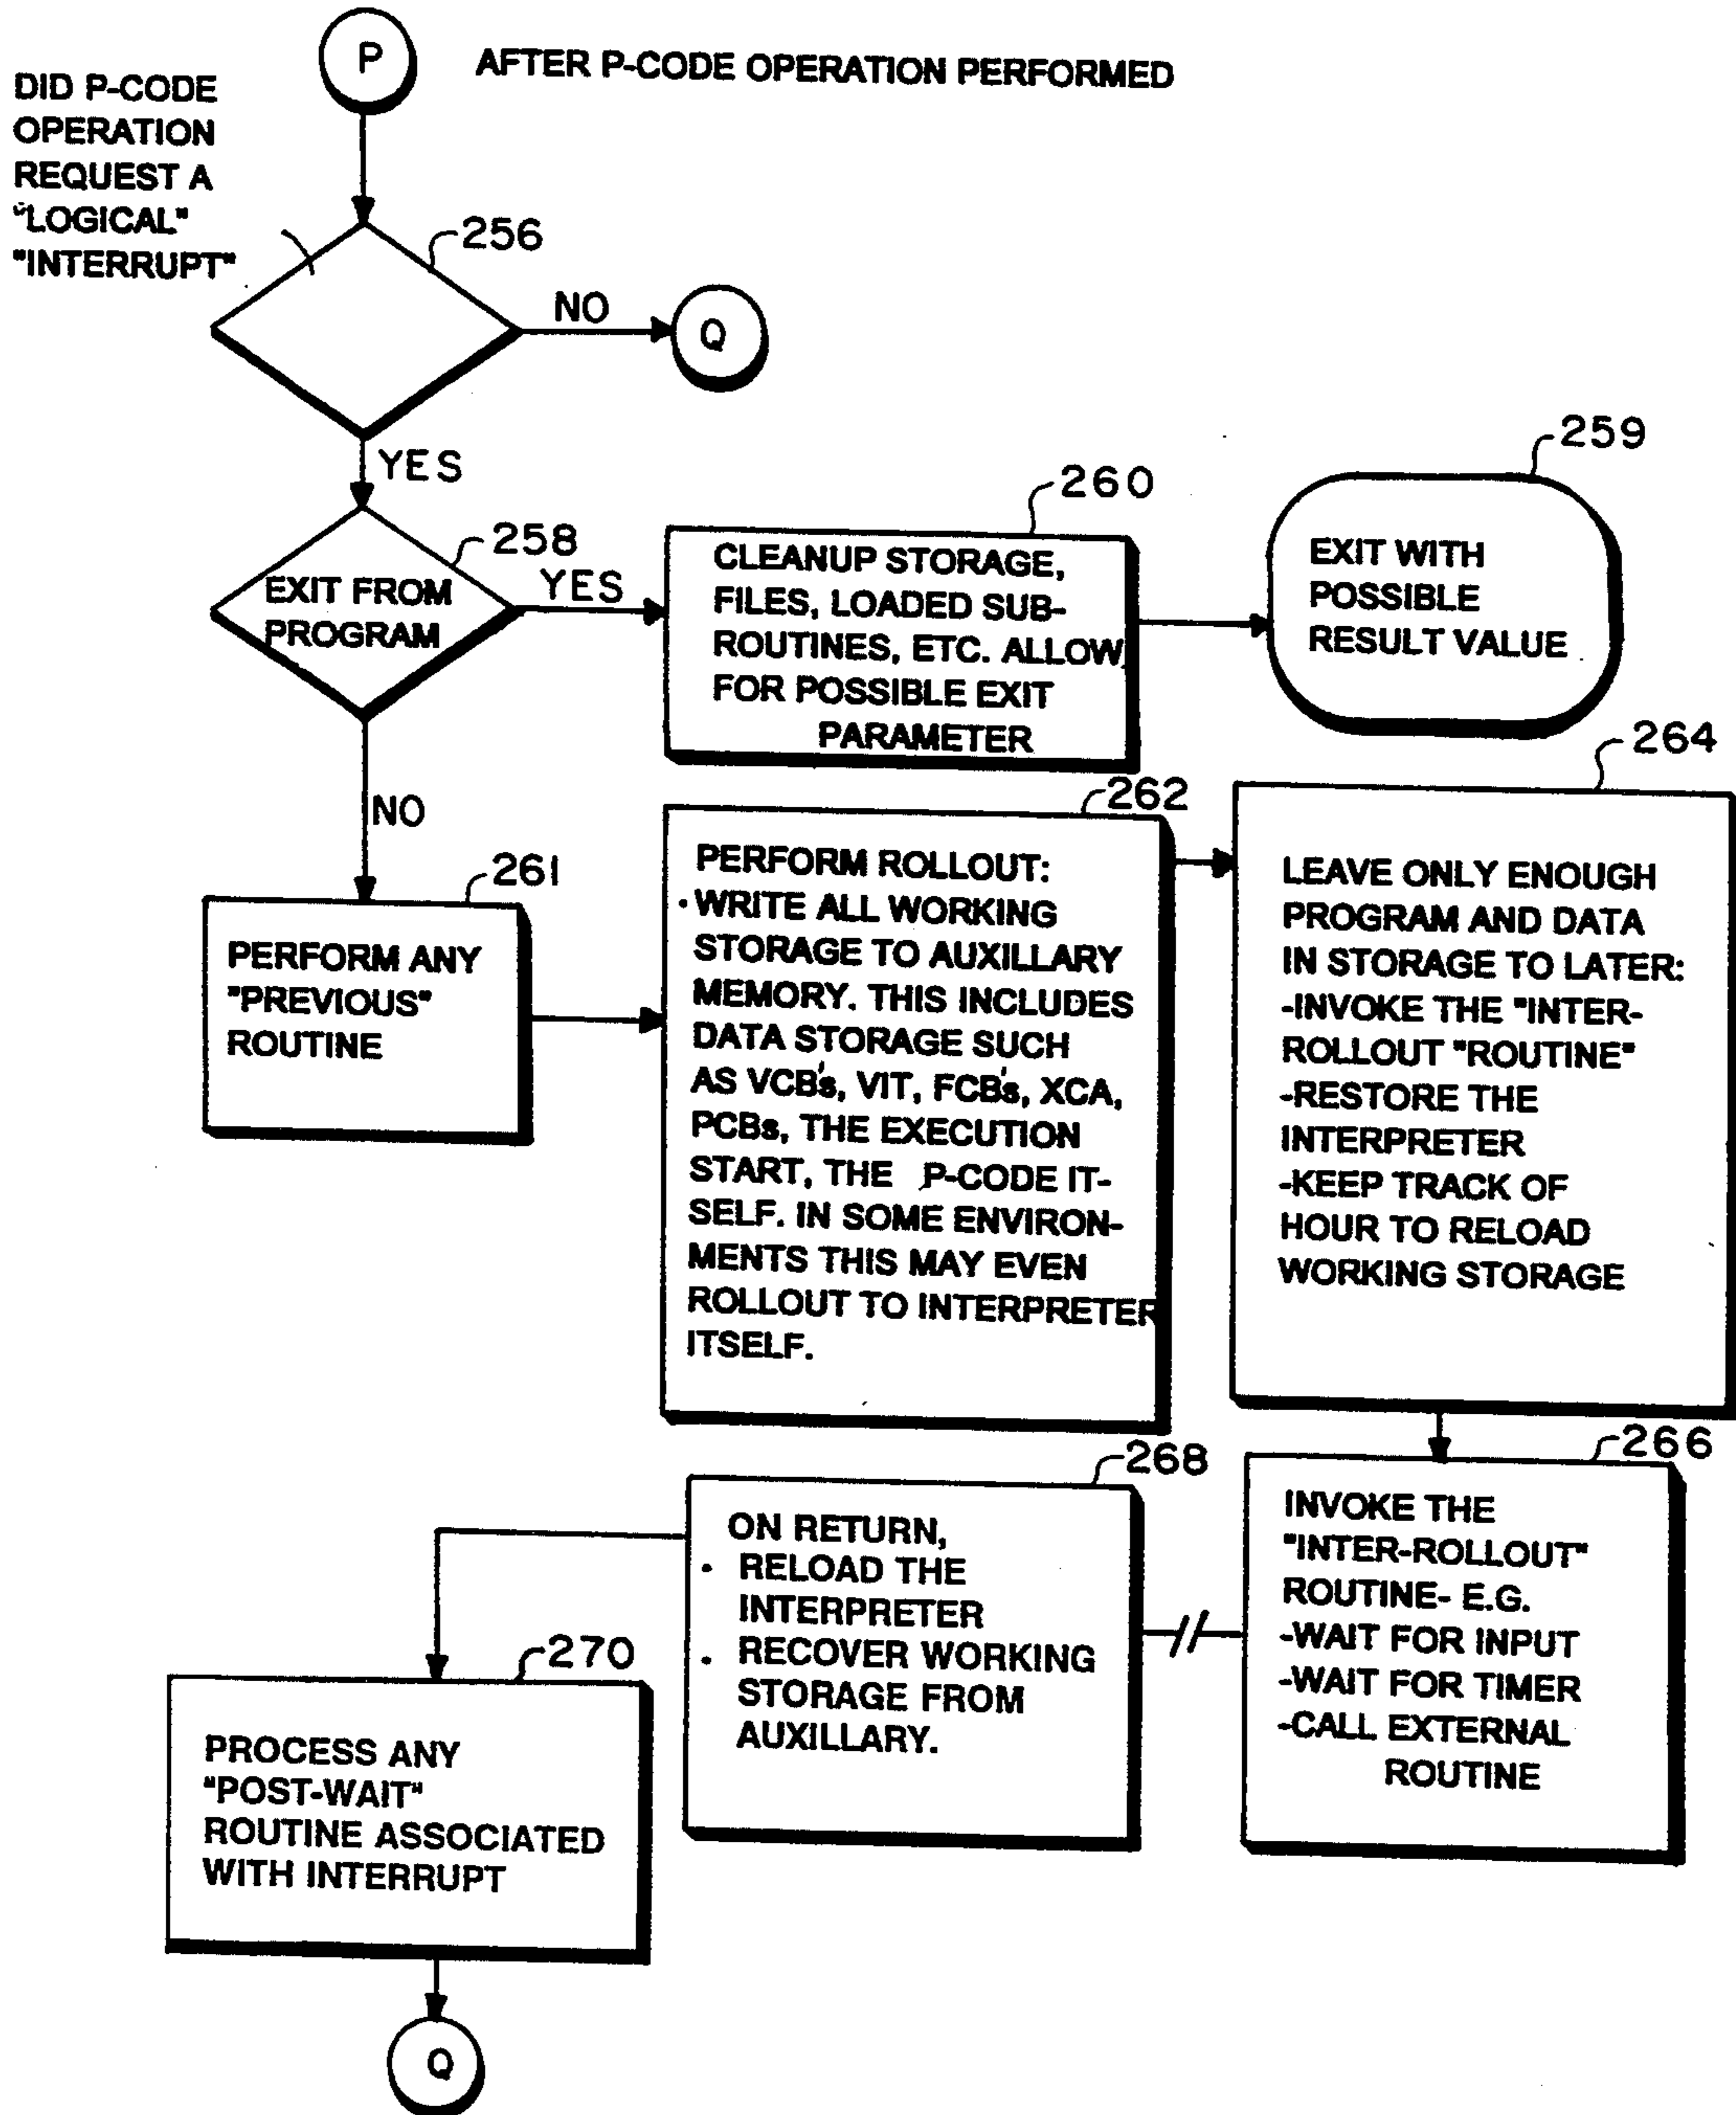 P
AFTER P-CODE OPERATION PERFORMED
DID P-CODE
OPERATION
REQUEST A
"LOGICAL"
"INTERRUPT"
256
NO
Q
YES
258
EXIT FROM
PROGRAM
YES
260
CLEANUP STORAGE,
FILES, LOADED SUB-
ROUTINES, ETC. ALLOW
FOR POSSIBLE EXIT
PARAMETER
259
EXIT WITH
POSSIBLE
RESULT VALUE
NO
261
PERFORM ANY
"PREVIOUS"
ROUTINE
262
PERFORM ROLLOUT:
·WRITE ALL WORKING
STORAGE TO AUXILLARY
MEMORY. THIS INCLUDES
DATA STORAGE SUCH
AS VCB's, VIT, FCB's, XCA,
PCBs, THE EXECUTION
START, THE P-CODE IT-
SELF. IN SOME ENVIRON-
MENTS THIS MAY EVEN
ROLLOUT TO INTERPRETER
ITSELF.
264
LEAVE ONLY ENOUGH
PROGRAM AND DATA
IN STORAGE TO LATER:
-INVOKE THE "INTER-
ROLLOUT "ROUTINE"
-RESTORE THE
INTERPRETER
-KEEP TRACK OF
HOUR TO RELOAD
WORKING STORAGE
266
INVOKE THE
"INTER-ROLLOUT"
ROUTINE- E.G.
-WAIT FOR INPUT
-WAIT FOR TIMER
-CALL EXTERNAL
ROUTINE
268
ON RETURN,
· RELOAD THE
INTERPRETER
· RECOVER WORKING
STORAGE FROM
AUXILLARY.
270
PROCESS ANY
"POST-WAIT"
ROUTINE ASSOCIATED
WITH INTERRUPT
Q